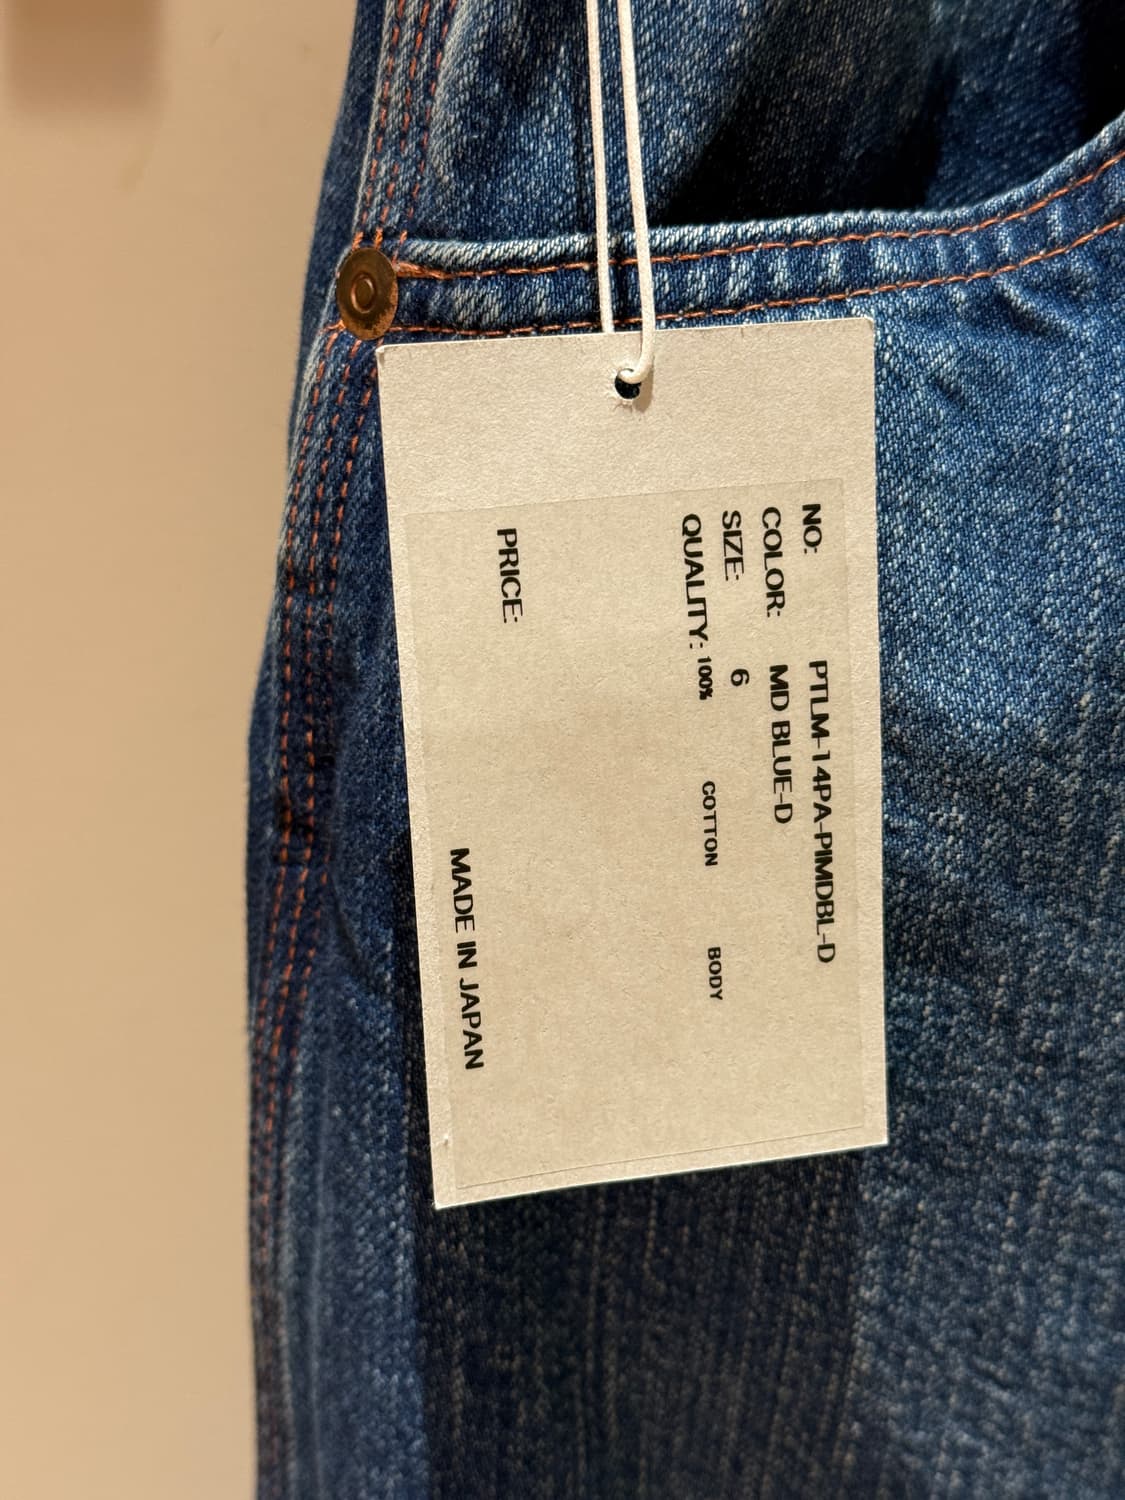 NO: PTLM-14PA-PIMDBL-D
COLOR: MD BLUE-D
SIZE: 6
QUALITY: 100% COTTON BODY
PRICE:
MADE IN JAPAN